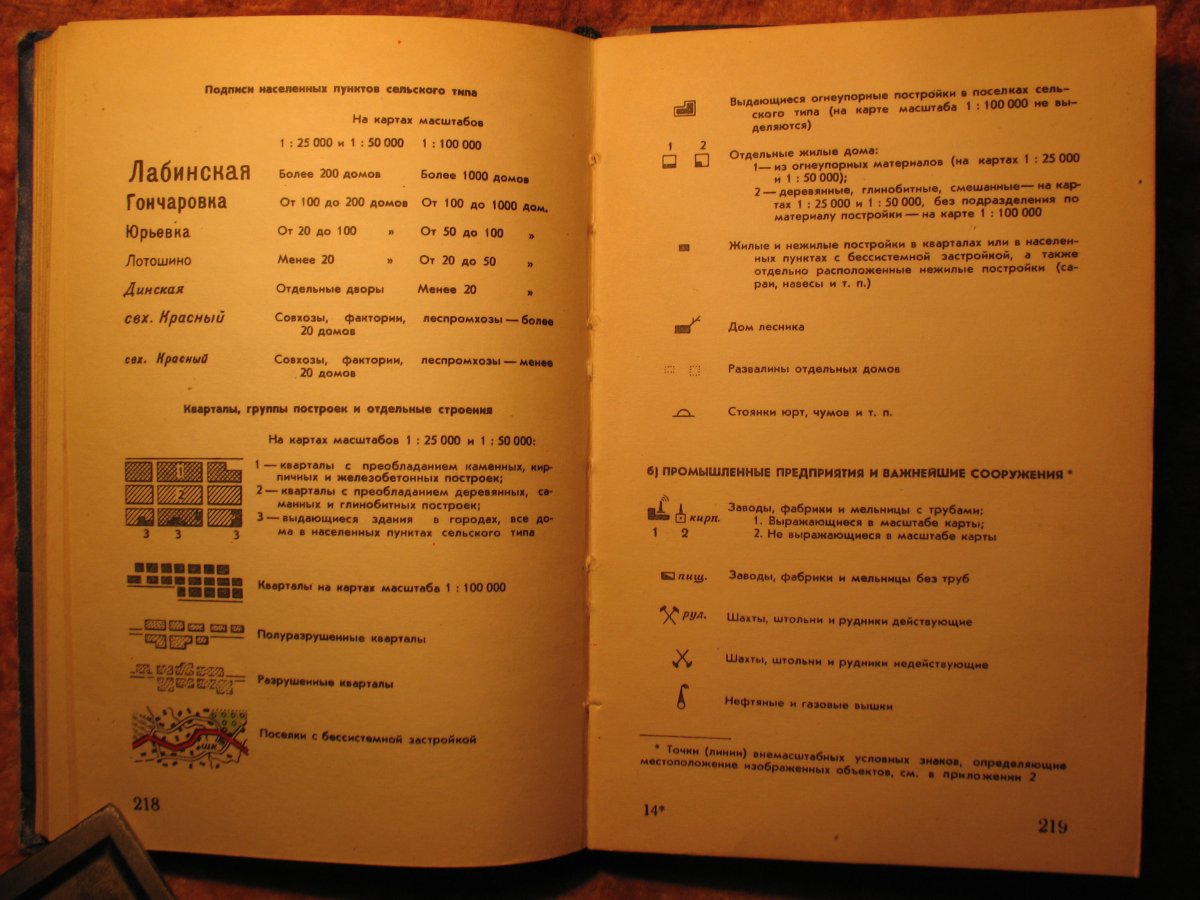 Подписи населенных пунктов сельского типа
На картах масштабов
1 : 25 000 и 1 : 50 000 1 : 100 000
Лабинская Более 200 домов Более 1000 домов
Гончаровка От 100 до 200 домов От 100 до 1000 дом.
Юрьевка От 20 до 100 » От 50 до 100 »
Лотошино Менее 20 » От 20 до 50 »
Динская Отдельные дворы Менее 20 »
свх. Красный Совхозы, фактории, леспромхозы — более
20 домов
свх. Красный Совхозы, фактории, леспромхозы — менее
20 домов
Кварталы, группы построек и отдельные строения
На картах масштабов 1 : 25 000 и 1 : 50 000:
1 — кварталы с преобладанием каменных, кир-
пичных и железобетонных построек;
2 — кварталы с преобладанием деревянных, са-
манных и глинобитных построек;
3 — выдающиеся здания в городах, все до-
ма в населенных пунктах сельского типа
1
2
3 3 3
Кварталы на картах масштаба 1 : 100 000
Полуразрушенные кварталы
Разрушенные кварталы
шк
Поселки с бессистемной застройкой
218
Выдающиеся огнеупорные постройки в поселках сель-
ского типа (на карте масштаба 1 : 100 000 не вы-
деляются)
1 2
Отдельные жилые дома:
1— из огнеупорных материалов (на картах 1 : 25 000
и 1 : 50 000);
2 — деревянные, глинобитные, смешанные— на кар-
тах 1 : 25 000 и 1 : 50 000, без подразделения по
материалу постройки — на карте 1 : 100 000
Жилые и нежилые постройки в кварталах или в населен-
ных пунктах с бессистемной застройкой, а также
отдельно расположенные нежилые постройки (са-
раи, навесы и т. п.)
Дом лесника
Развалины отдельных домов
Стоянки юрт, чумов и т. п.
б) ПРОМЫШЛЕННЫЕ ПРЕДПРИЯТИЯ И ВАЖНЕЙШИЕ СООРУЖЕНИЯ *
кирп.
1 2
Заводы, фабрики и мельницы с трубами;
1. Выражающиеся в масштабе карты;
2. Не выражающиеся в масштабе карты
пищ. Заводы, фабрики и мельницы без труб
руд. Шахты, штольни и рудники действующие
Шахты, штольни и рудники недействующие
Нефтяные и газовые вышки
* Точки (линии) внемасштабных условных знаков, определяющие
местоположение изображенных объектов, см. в приложении 2
14*
219